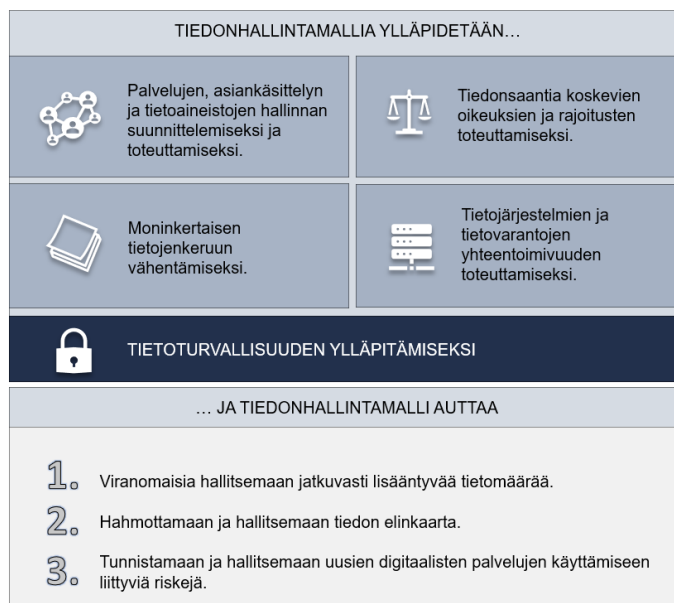 TIEDONHALLINTAMALLIA YLLÄPIDETÄÄN…
Palvelujen, asiankäsittelyn
ja tietoaineistojen hallinnan
suunnittelemiseksi ja
toteuttamiseksi.
Tiedonsaantia koskevien
oikeuksien ja rajoitusten
toteuttamiseksi.
Moninkertaisen
tietojenkeruun
vähentämiseksi.
Tietojärjestelmien ja
tietovarantojen
yhteentoimivuuden
toteuttamiseksi.
TIETOTURVALLISUUDEN YLLÄPITÄMISEKSI
… JA TIEDONHALLINTAMALLI AUTTAA
1. Viranomaisia hallitsemaan jatkuvasti lisääntyvää tietomäärää.
2. Hahmottamaan ja hallitsemaan tiedon elinkaarta.
3. Tunnistamaan ja hallitsemaan uusien digitaalisten palvelujen käyttämiseen
liittyviä riskejä.